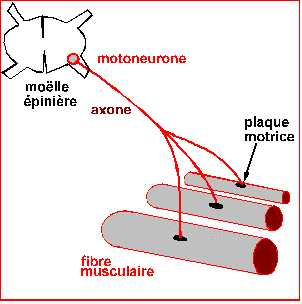 motoneurone
moëlle
épinière
axone
plaque
motrice
fibre
musculaire